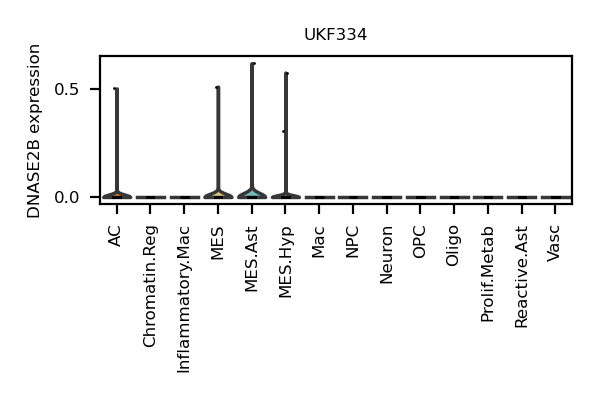 UKF334
DNASE2B expression
0.5
0.0
AC
Chromatin.Reg
Inflammatory.Mac
MES
MES.Ast
MES.Hyp
Mac
NPC
Neuron
OPC
Oligo
Prolif.Metab
Reactive.Ast
Vasc